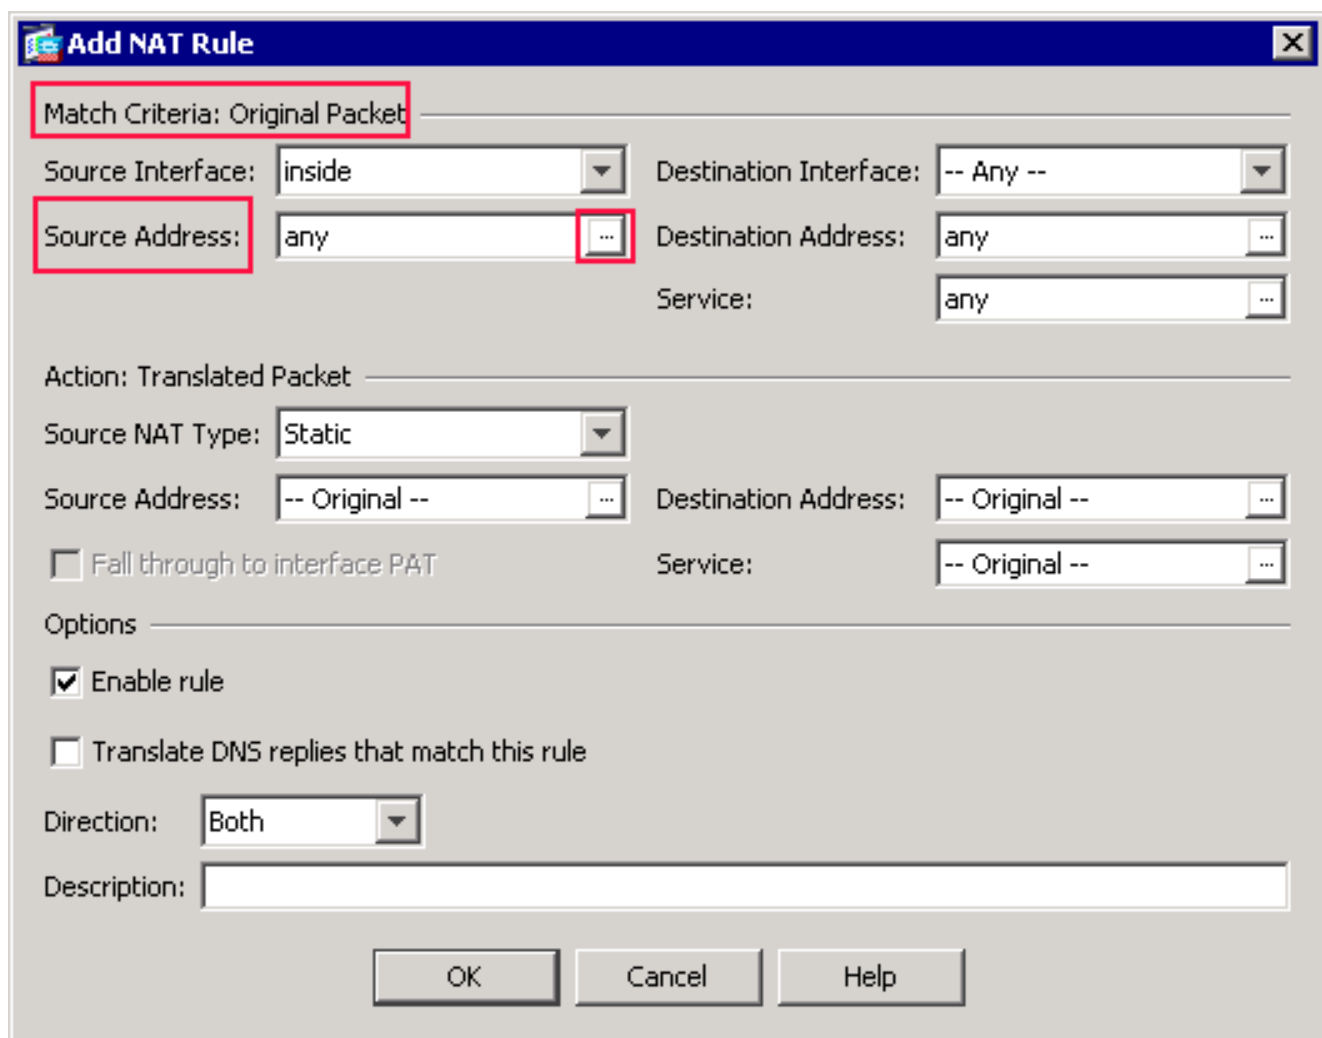 Add NAT Rule
Match Criteria: Original Packet
Source Interface: inside Destination Interface: -- Any --
Source Address: any ... Destination Address: any ...
Service: any ...
Action: Translated Packet
Source NAT Type: Static
Source Address: -- Original -- ... Destination Address: -- Original -- ...
Fall through to interface PAT Service: -- Original -- ...
Options
Enable rule
Translate DNS replies that match this rule
Direction: Both
Description:
OK Cancel Help